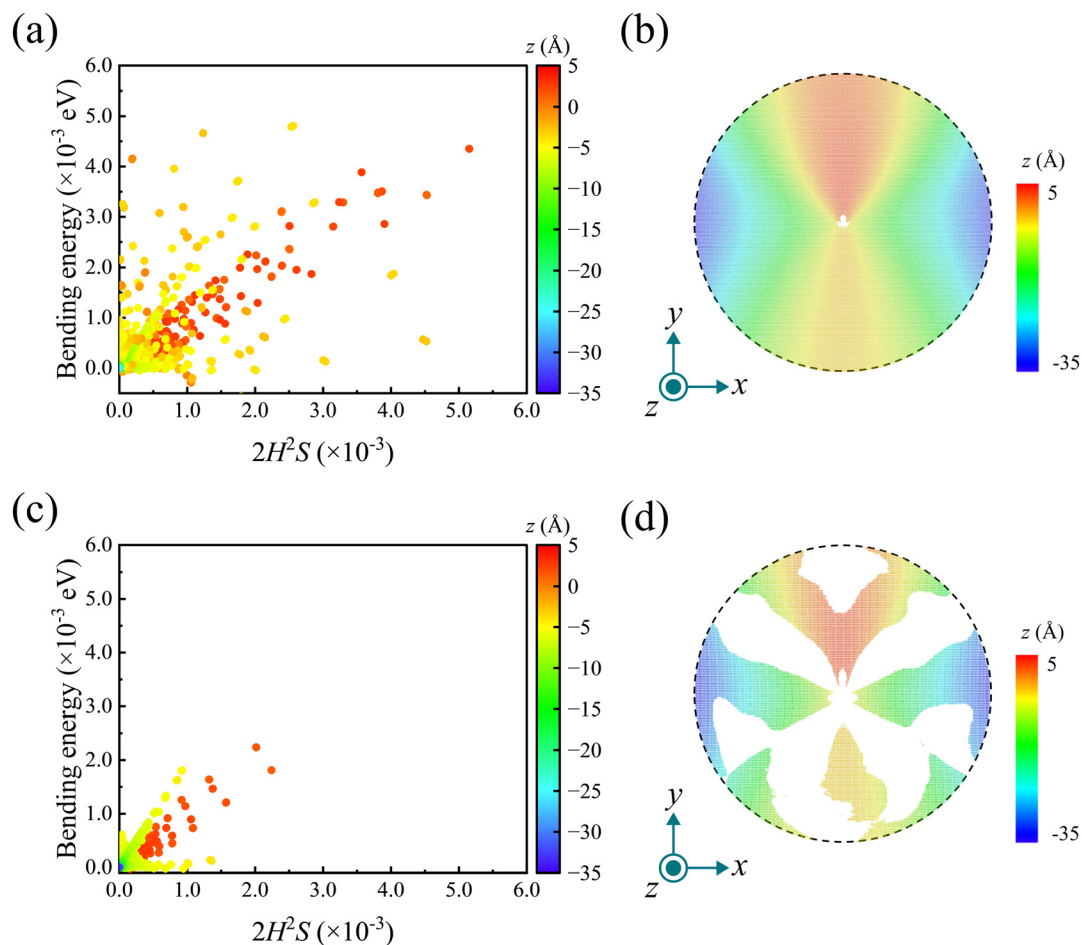 (a)
z (Å)
Bending energy (×10⁻³ eV)
6.0
5.0
4.0
3.0
2.0
1.0
0.0
0.0 1.0 2.0 3.0 4.0 5.0 6.0
2H²S (×10⁻³)
5
0
−5
−10
−15
−20
−25
−30
−35
(b)
z (Å)
5
-35
y
z x
(c)
z (Å)
Bending energy (×10⁻³ eV)
6.0
5.0
4.0
3.0
2.0
1.0
0.0
0.0 1.0 2.0 3.0 4.0 5.0 6.0
2H²S (×10⁻³)
5
0
−5
−10
−15
−20
−25
−30
−35
(d)
z (Å)
5
-35
y
z x